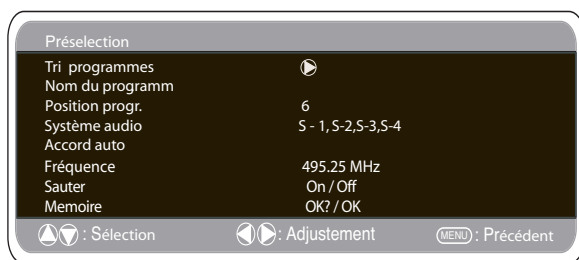 Préselection
Tri programmes
Nom du programm
Position progr. 6
Système audio S - 1, S-2,S-3,S-4
Accord auto
Fréquence 495.25 MHz
Sauter On / Off
Memoire OK? / OK
: Sélection : Adjustement MENU : Précédent